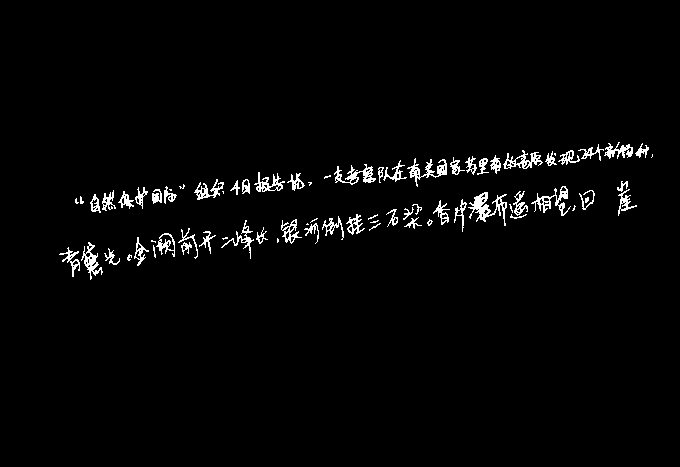 “自然保护国际”组织4日报告说，一支考察队在南美国家苏里南的高原发现24个新物种，
青黛光。金阙前开二峰长，银河倒挂三石梁。香炉瀑布遥相望，回 崖